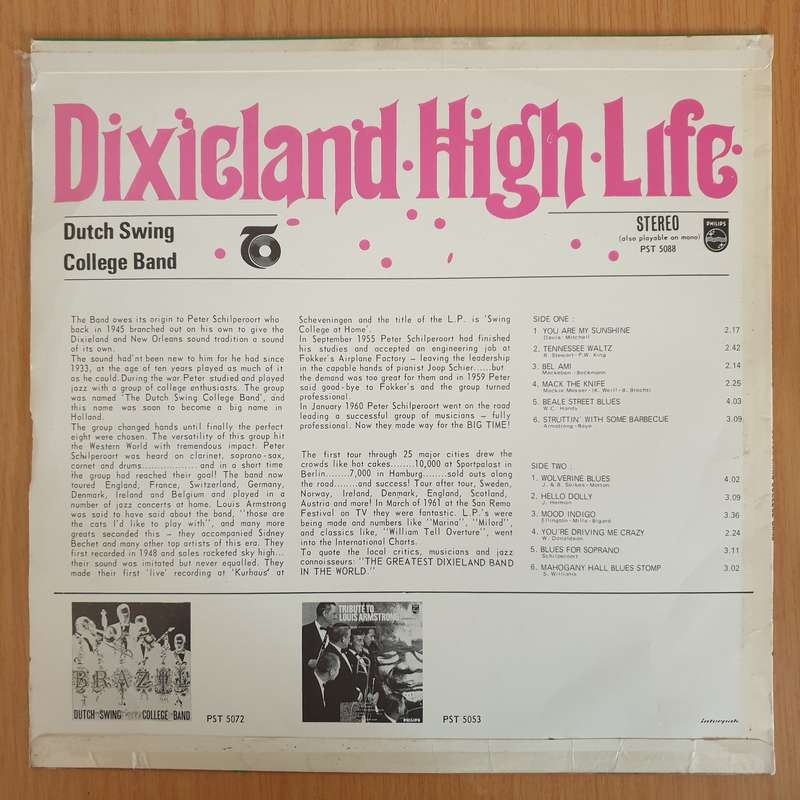 Dixieland·High·Life·
Dutch Swing
College Band
STEREO
(also playable on mono)
PST 5088
PHILIPS
The Band owes its origin to Peter Schilperoort who
back in 1945 branched out on his own to give the
Dixieland and New Orleans sound tradition a sound
of its own.
The sound had'nt been new to him for he had since
1933, at the age of ten years played as much of it
as he could. During the war Peter studied and played
jazz with a group of college enthusiasts. The group
was named 'The Dutch Swing College Band', and
this name was soon to become a big name in
Holland.
The group changed hands until finally the perfect
eight were chosen. The versatility of this group hit
the Western World with tremendous impact. Peter
Schilperoort was heard on clarinet, soprano-sax,
cornet and drums.................. and in a short time
the group had reached their goal! The band now
toured England, France, Switzerland, Germany,
Denmark, Ireland and Belgium and played in a
number of jazz concerts at home. Louis Armstrong
was said to have said about the band, "those are
the cats I'd like to play with", and many more
greats seconded this — they accompanied Sidney
Bechet and many other top artists of this era. They
first recorded in 1948 and sales rocketed sky high...
their sound was imitated but never equalled. They
made their first 'live' recording at 'Kurhaus' at
Scheveningen and the title of the L.P. is 'Swing
College at Home'.
In September 1955 Peter Schilperoort had finished
his studies and accepted an engineering job at
Fokker's Airplane Factory — leaving the leadership
in the capable hands of pianist Joop Schier......but
the demand was too great for them and in 1959 Peter
said good-bye to Fokker's and the group turned
professional.
In January 1960 Peter Schilperoort went on the road
leading a successful group of musicians — fully
professional. Now they made way for the BIG TIME!
The first tour through 25 major cities drew the
crowds like hot cakes.......10,000 at Sportpalast in
Berlin.......7,000 in Hamburg.......sold outs along
the road.......and success! Tour after tour, Sweden,
Norway, Ireland, Denmark, England, Scotland,
Austria and more! In March of 1961 at the San Remo
Festival on TV they were fantastic. L.P.'s were
being made and numbers like "Marina", "Milord",
and classics like, "William Tell Overture", went
into the International Charts.
To quote the local critics, musicians and jazz
connoisseurs: "THE GREATEST DIXIELAND BAND
IN THE WORLD."
SIDE ONE :
1 YOU ARE MY SUNSHINE 2.17
Davis-Mitchell
2. TENNESSEE WALTZ 2.42
R. Stewart-P.W. King
3. BEL AMI 2.14
Mackeben-Beckmann
4. MACK THE KNIFE 2.25
Mackie Messer-(K. Weill-B. Brecht)
5. BEALE STREET BLUES 4.03
W.C. Handy
6. STRUTTIN' WITH SOME BARBECUE 3.09
Armstrong-Raye
SIDE TWO :
1. WOLVERINE BLUES 4.02
J. & B. Spikes-Morton
2. HELLO DOLLY 3.09
J. Herman
3. MOOD INDIGO 3.36
Ellington-Mills-Bigard
4. YOU'RE DRIVING ME CRAZY 2.24
W. Donaldson
5. BLUES FOR SOPRANO 3.11
Schilperoort
6. MAHOGANY HALL BLUES STOMP 3.02
S. Williams
BRAZIL
DUTCH SWING COLLEGE BAND
PST 5072
TRIBUTE TO
LOUIS ARMSTRONG
PHILIPS
PST 5053
interpak